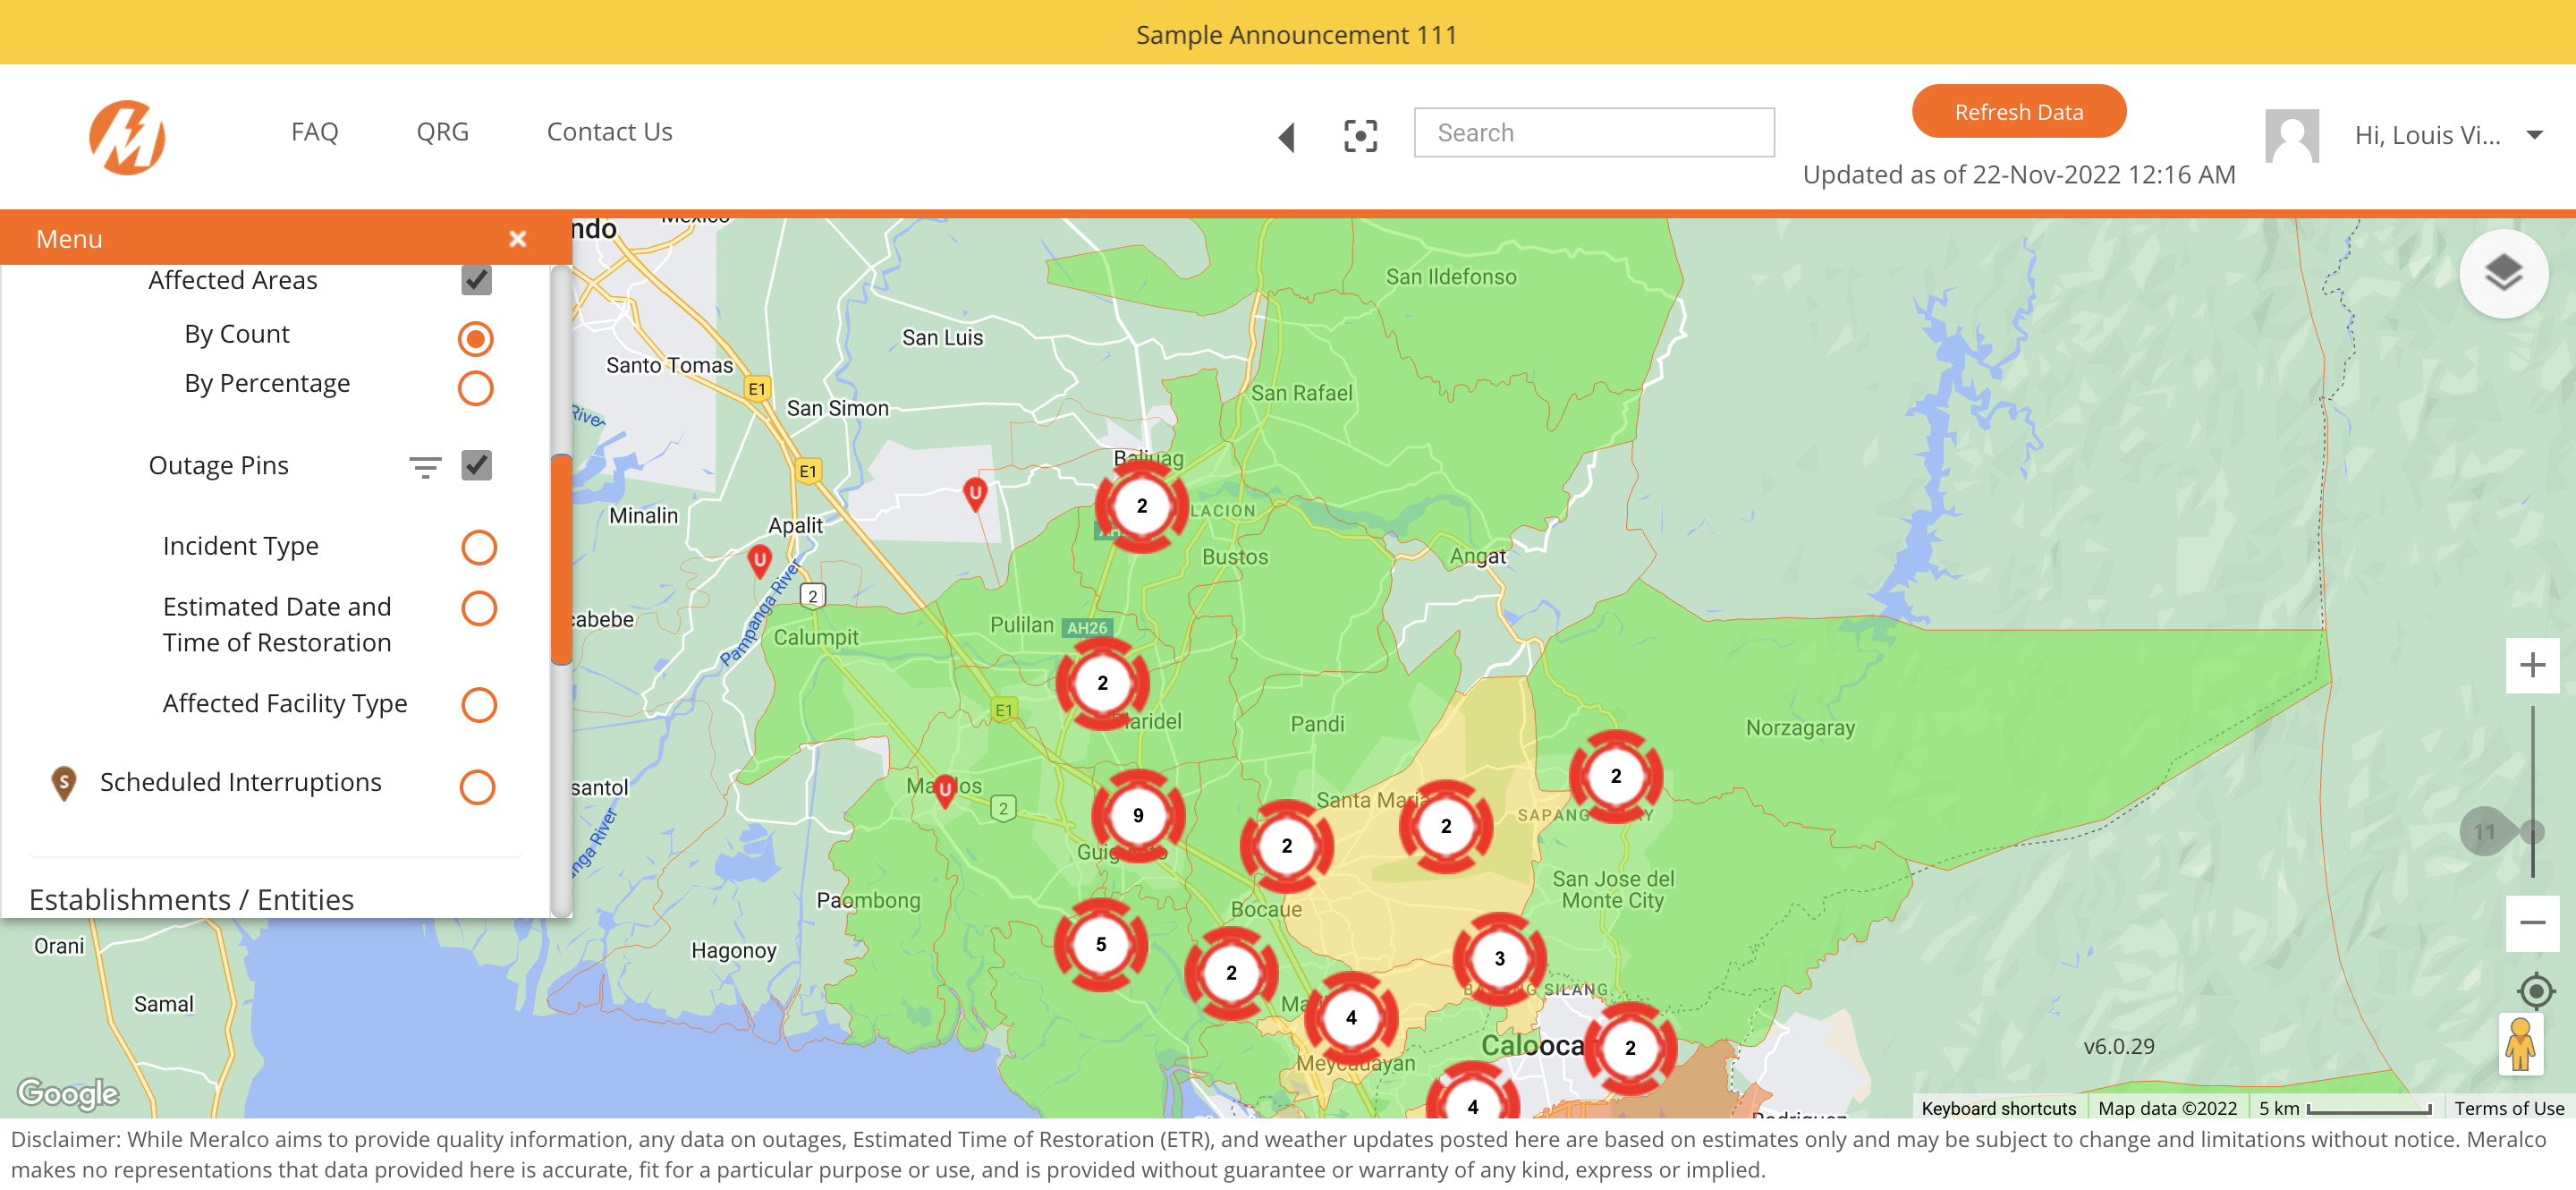 Sample Announcement 111
FAQ
QRG
Contact Us
Search
Refresh Data
Updated as of 22-Nov-2022 12:16 AM
Hi, Louis Vi...
Menu
Affected Areas
By Count
By Percentage
Outage Pins
Incident Type
Estimated Date and
Time of Restoration
Affected Facility Type
S
Scheduled Interruptions
Establishments / Entities
ndo
San Ildefonso
San Luis
Santo Tomas
E1
San Rafael
San Simon
River
Baliuag
E1
U
2
LACION
Minalin
Apalit
U
Bustos
Angat
2
Pampanga River
cabebe
Calumpit
Pulilan
AH26
2
E1
Plaridel
Pandi
Norzagaray
2
santol
U
2
9
Santa Maria
2
SAPANG
2
nga River
San Jose del
Monte City
Paombong
Bocaue
5
2
3
Orani
Hagonoy
SILANG
Samal
4
Calooca
2
Meycauayan
4
11
v6.0.29
Google
Keyboard shortcuts
Map data ©2022
5 km
Terms of Use
Disclaimer: While Meralco aims to provide quality information, any data on outages, Estimated Time of Restoration (ETR), and weather updates posted here are based on estimates only and may be subject to change and limitations without notice. Meralco
makes no representations that data provided here is accurate, fit for a particular purpose or use, and is provided without guarantee or warranty of any kind, express or implied.